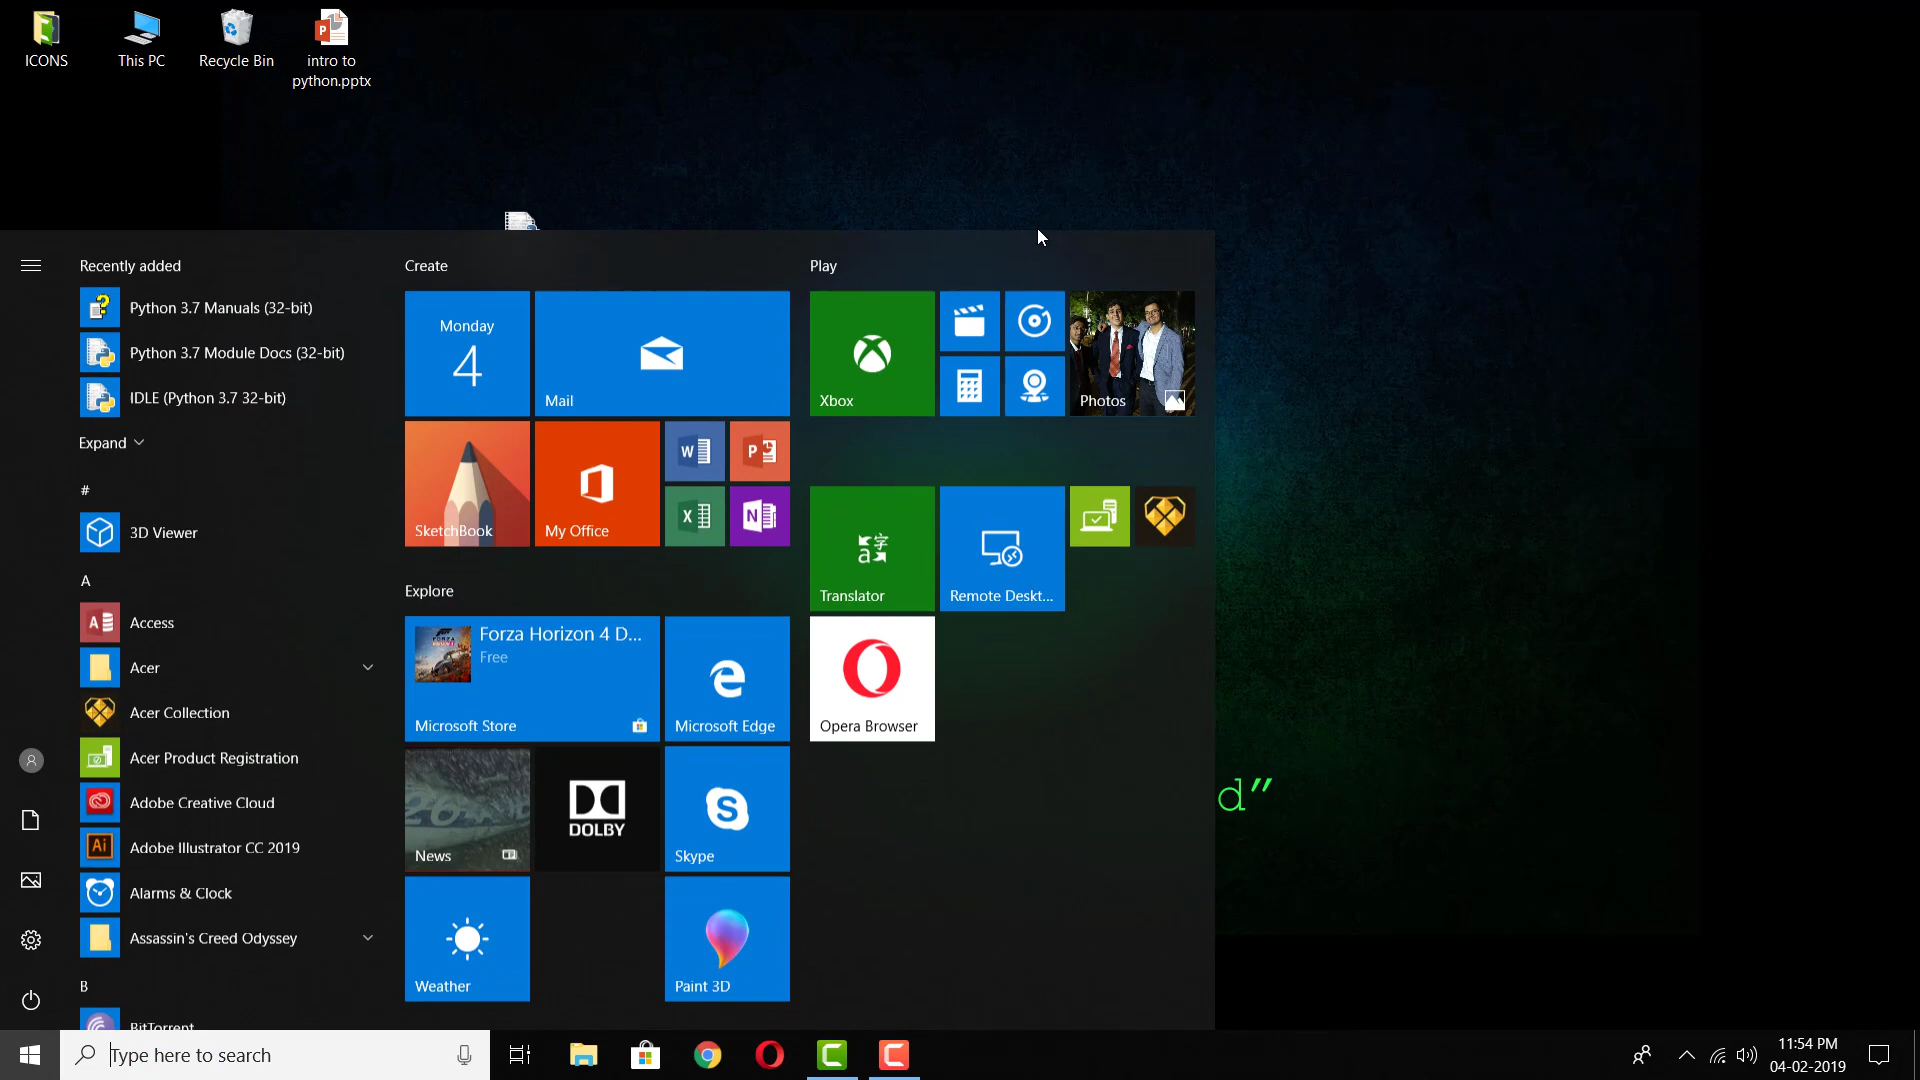 ICONS
This PC
Recycle Bin
intro to
python.pptx
Recently added
Python 3.7 Manuals (32-bit)
Python 3.7 Module Docs (32-bit)
IDLE (Python 3.7 32-bit)
Expand
#
3D Viewer
A
Access
Acer
Acer Collection
Acer Product Registration
Adobe Creative Cloud
Adobe Illustrator CC 2019
Alarms & Clock
Assassin's Creed Odyssey
B
BitTorrent
Create
Monday
4
Mail
SketchBook
My Office
Explore
Forza Horizon 4 D...
Free
Microsoft Store
Microsoft Edge
News
DOLBY
Skype
Weather
Paint 3D
Play
Xbox
Photos
Translator
Remote Deskt...
Opera Browser
d”
Type here to search
11:54 PM
04-02-2019